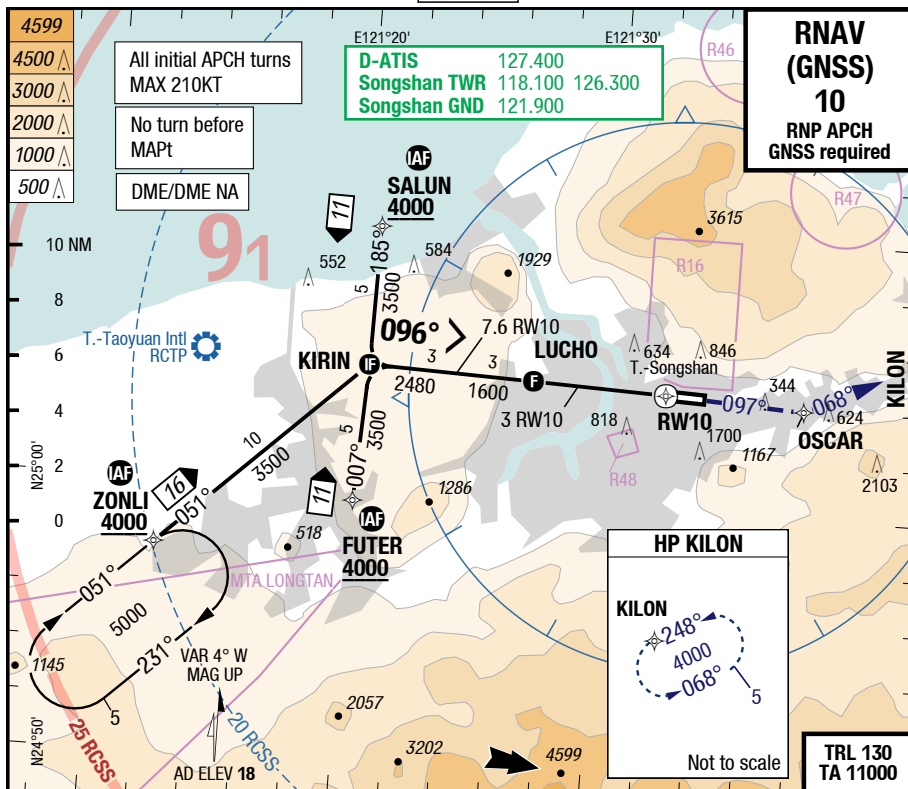 4599
4500
3000
2000
1000
500
All initial APCH turns
MAX 210KT
No turn before
MAPt
DME/DME NA
E121°20'
E121°30'
D-ATIS 127.400
Songshan TWR 118.100 126.300
Songshan GND 121.900
RNAV
(GNSS)
10
RNP APCH
GNSS required
R46
R47
R16
3615
IAF
SALUN
4000
11
185°
5
3500
91
552
584
1929
10 NM
8
6
4
2
0
T.-Taoyuan Intl
RCTP
096°
7.6 RW10
KIRIN
IF
3
3
2480
1600
LUCHO
F
3 RW10
634
846
T.-Songshan
344
RW10
097°
068°
KILON
OSCAR
624
818
R48
1700
1167
2103
10
3500
5
3500
007°
11
N25°00'
IAF
ZONLI
4000
16
051°
1286
518
IAF
FUTER
4000
MTA LONGTAN
051°
5000
231°
5
1145
VAR 4° W
MAG UP
2057
3202
4599
N24°50'
25 RCSS
20 RCSS
AD ELEV 18
HP KILON
KILON
248°
4000
068°
5
Not to scale
TRL 130
TA 11000